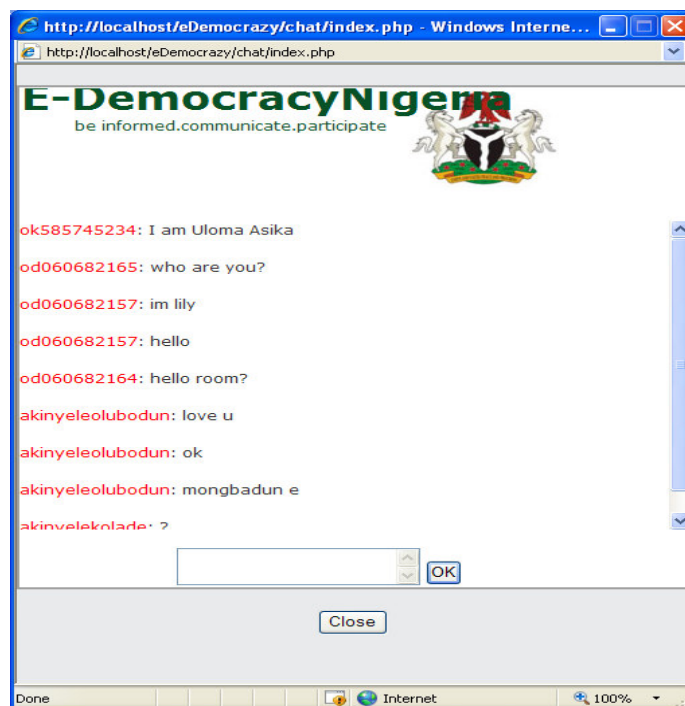 http://localhost/eDemocrazy/chat/index.php - Windows Interne...
http://localhost/eDemocrazy/chat/index.php
E-DemocracyNigeria
be informed.communicate.participate
ok585745234: I am Uloma Asika
od060682165: who are you?
od060682157: im lily
od060682157: hello
od060682164: hello room?
akinyeleolubodun: love u
akinyeleolubodun: ok
akinyeleolubodun: mongbadun e
akinyelekolade: ?
OK
Close
Done Internet 100%